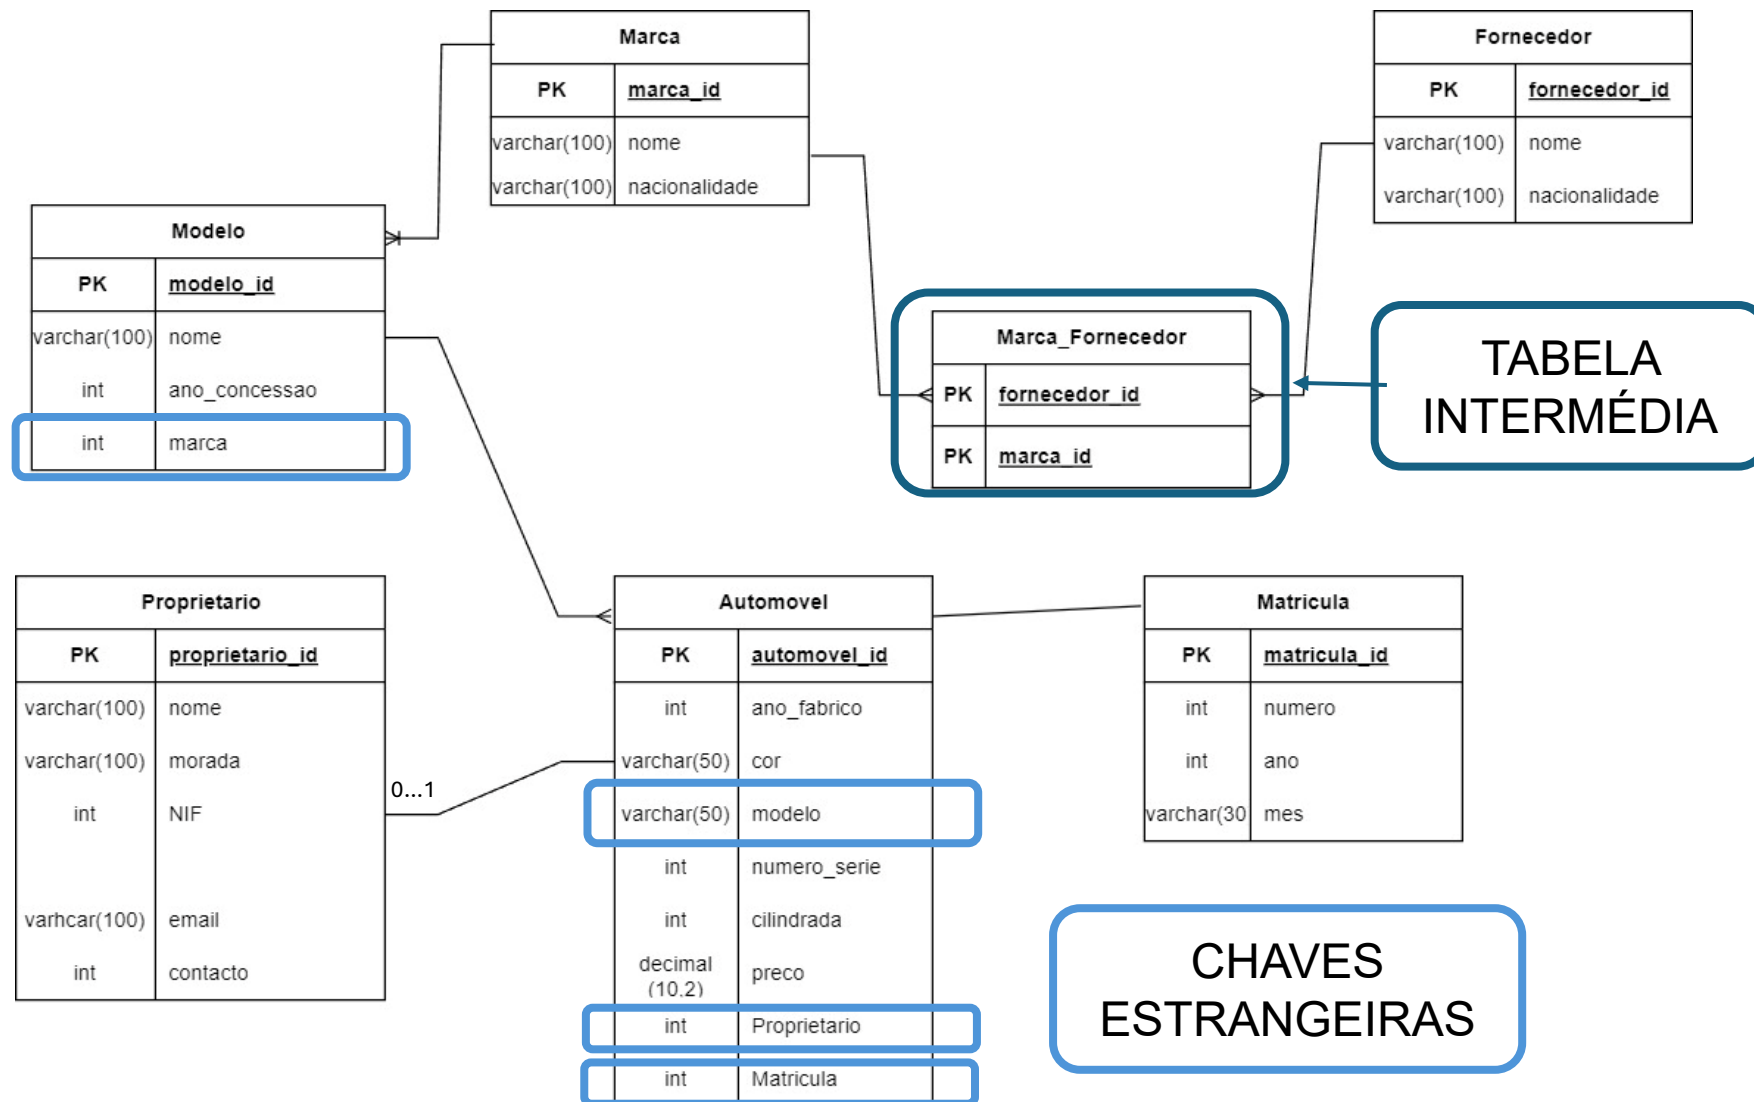 Marca
PK marca_id
varchar(100) nome
varchar(100) nacionalidade
Fornecedor
PK fornecedor_id
varchar(100) nome
varchar(100) nacionalidade
Modelo
PK modelo_id
varchar(100) nome
int ano_concessao
int marca
Marca_Fornecedor
PK fornecedor_id
PK marca_id
TABELA
INTERMÉDIA
Proprietario
PK proprietario_id
varchar(100) nome
varchar(100) morada
int NIF
varhcar(100) email
int contacto
0...1
Automovel
PK automovel_id
int ano_fabrico
varchar(50) cor
varchar(50) modelo
int numero_serie
int cilindrada
decimal
(10,2) preco
int Proprietario
int Matricula
Matricula
PK matricula_id
int numero
int ano
varchar(30 mes
CHAVES
ESTRANGEIRAS